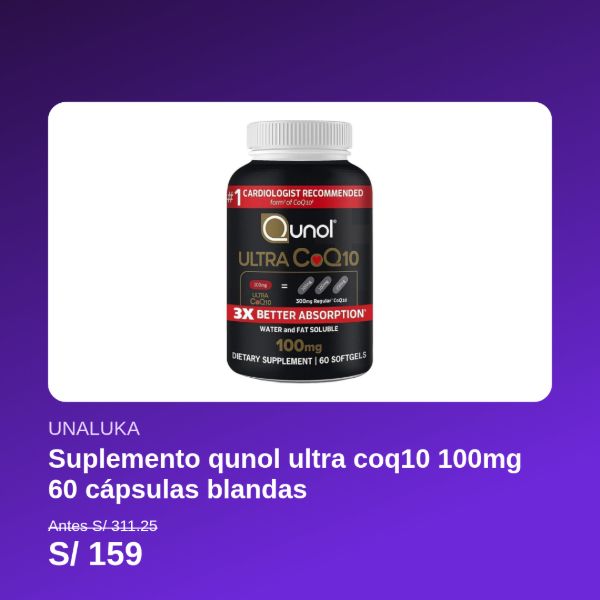 #1 CARDIOLOGIST RECOMMENDED
form† of CoQ10†
Qunol®
ULTRA CoQ10
100mg
=
ULTRA
CoQ10
300mg Regular* CoQ10
3X BETTER ABSORPTION*
WATER and FAT SOLUBLE
100mg
DIETARY SUPPLEMENT | 60 SOFTGELS
UNALUKA
Suplemento qunol ultra coq10 100mg
60 cápsulas blandas
Antes S/ 311.25
S/ 159